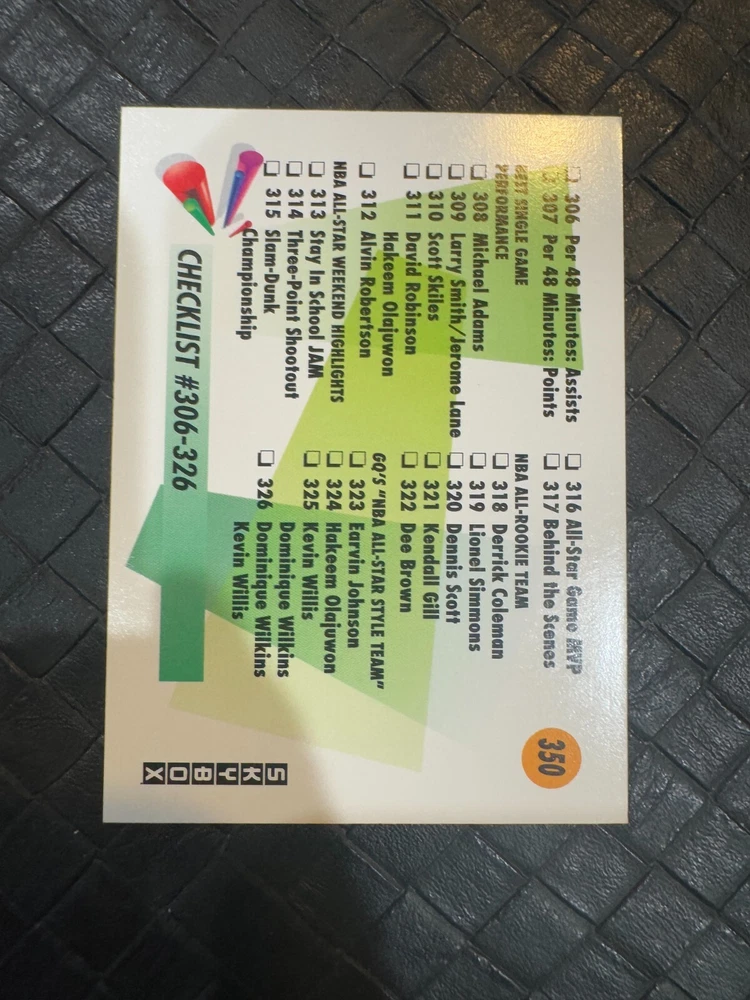 350
☐ 306 Per 48 Minutes: Assists
☐ 307 Per 48 Minutes: Points
BEST SINGLE GAME
PERFORMANCE
☐ 308 Michael Adams
☐ 309 Larry Smith/Jerome Lane
☐ 310 Scott Skiles
☐ 311 David Robinson
Hakeem Olajuwon
☐ 312 Alvin Robertson
NBA ALL-STAR WEEKEND HIGHLIGHTS
☐ 313 Stay In School JAM
☐ 314 Three-Point Shootout
☐ 315 Slam-Dunk
Championship
☐ 316 All-Star Game MVP
☐ 317 Behind the Scenes
NBA ALL-ROOKIE TEAM
☐ 318 Derrick Coleman
☐ 319 Lionel Simmons
☐ 320 Dennis Scott
☐ 321 Kendall Gill
☐ 322 Dee Brown
GQ'S "NBA ALL-STAR STYLE TEAM"
☐ 323 Earvin Johnson
☐ 324 Hakeem Olajuwon
☐ 325 Kevin Willis
Dominique Wilkins
☐ 326 Dominique Wilkins
Kevin Willis
CHECKLIST #306-326
SKYBOX